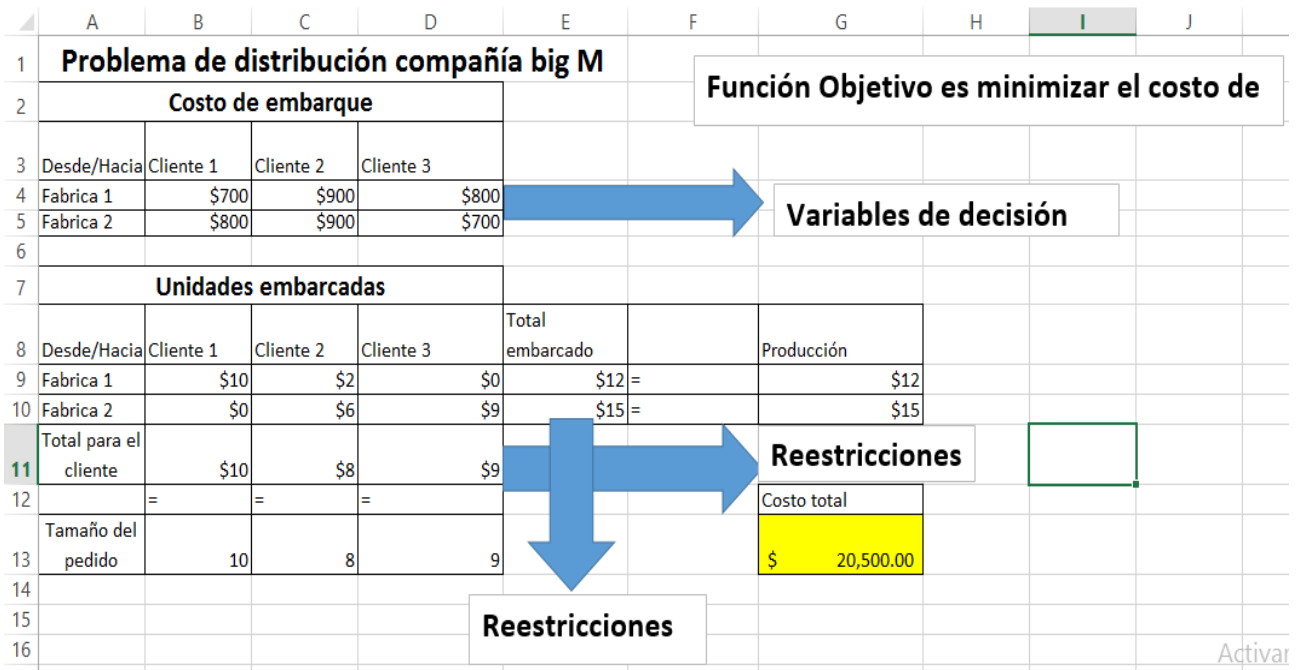 A B C D E F G H I J
1 Problema de distribución compañía big M
Función Objetivo es minimizar el costo de
2 Costo de embarque
3 Desde/Hacia Cliente 1 Cliente 2 Cliente 3
4 Fabrica 1 $700 $900 $800
5 Fabrica 2 $800 $900 $700
Variables de decisión
6
7 Unidades embarcadas
Total
8 Desde/Hacia Cliente 1 Cliente 2 Cliente 3 embarcado Producción
9 Fabrica 1 $10 $2 $0 $12 = $12
10 Fabrica 2 $0 $6 $9 $15 = $15
Total para el
11 cliente $10 $8 $9
Reestricciones
12 = = = Costo total
Tamaño del
13 pedido 10 8 9 $ 20,500.00
14
15
Reestricciones
16
Activar